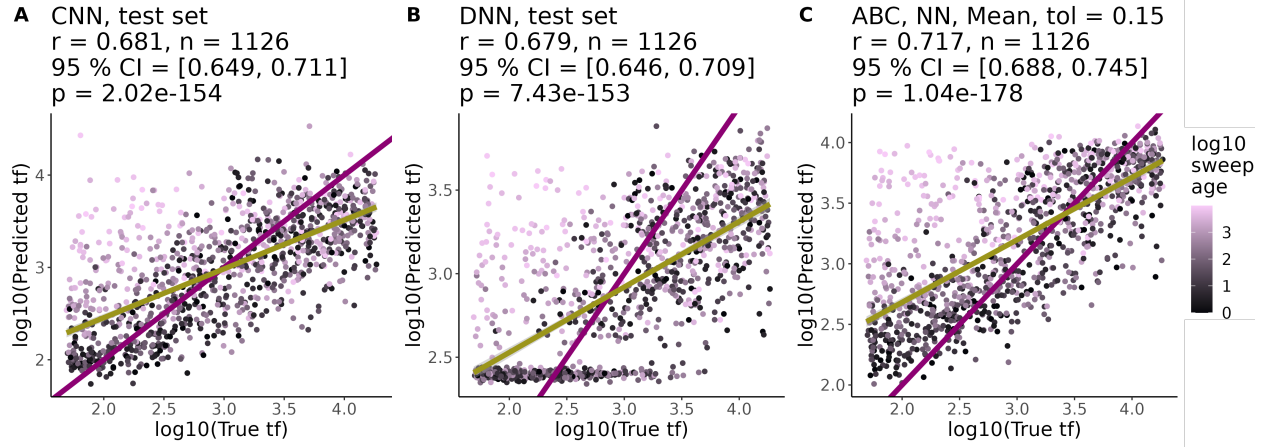 A
CNN, test set
r = 0.681, n = 1126
95 % CI = [0.649, 0.711]
p = 2.02e-154
4
3
2
2.0 2.5 3.0 3.5 4.0
log10(True tf)
log10(Predicted tf)
B
DNN, test set
r = 0.679, n = 1126
95 % CI = [0.646, 0.709]
p = 7.43e-153
3.5
3.0
2.5
2.0 2.5 3.0 3.5 4.0
log10(True tf)
log10(Predicted tf)
C
ABC, NN, Mean, tol = 0.15
r = 0.717, n = 1126
95 % CI = [0.688, 0.745]
p = 1.04e-178
4.0
3.5
3.0
2.5
2.0
2.0 2.5 3.0 3.5 4.0
log10(True tf)
log10(Predicted tf)
log10
sweep
age
3
2
1
0